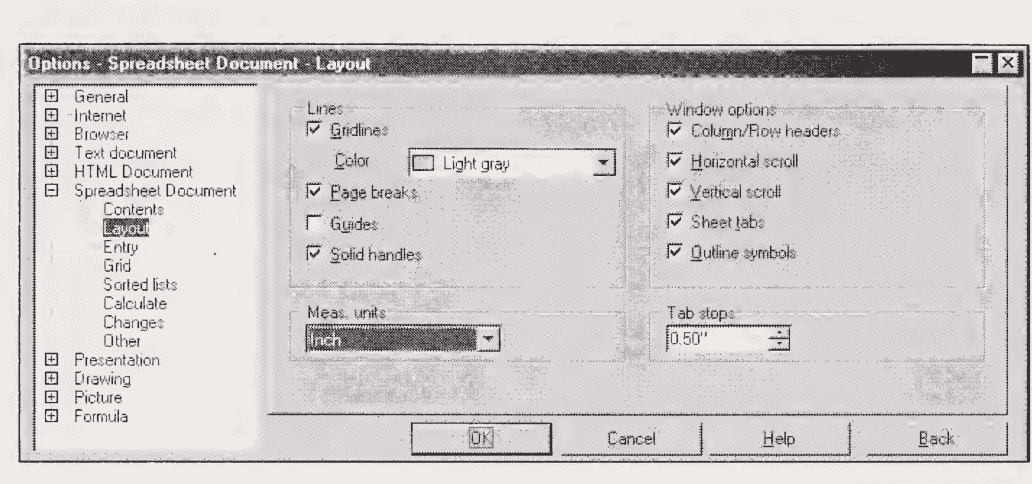 Options - Spreadsheet Document - Layout
General
Internet
Browser
Text document
HTML Document
Spreadsheet Document
Contents
Layout
Entry
Grid
Sorted lists
Calculate
Changes
Other
Presentation
Drawing
Picture
Formula
Lines
Gridlines
Color
Light gray
Page breaks
Guides
Solid handles
Meas. units
Inch
Window options
Column/Row headers
Horizontal scroll
Vertical scroll
Sheet tabs
Outline symbols
Tab stops
0.50"
OK
Cancel
Help
Back